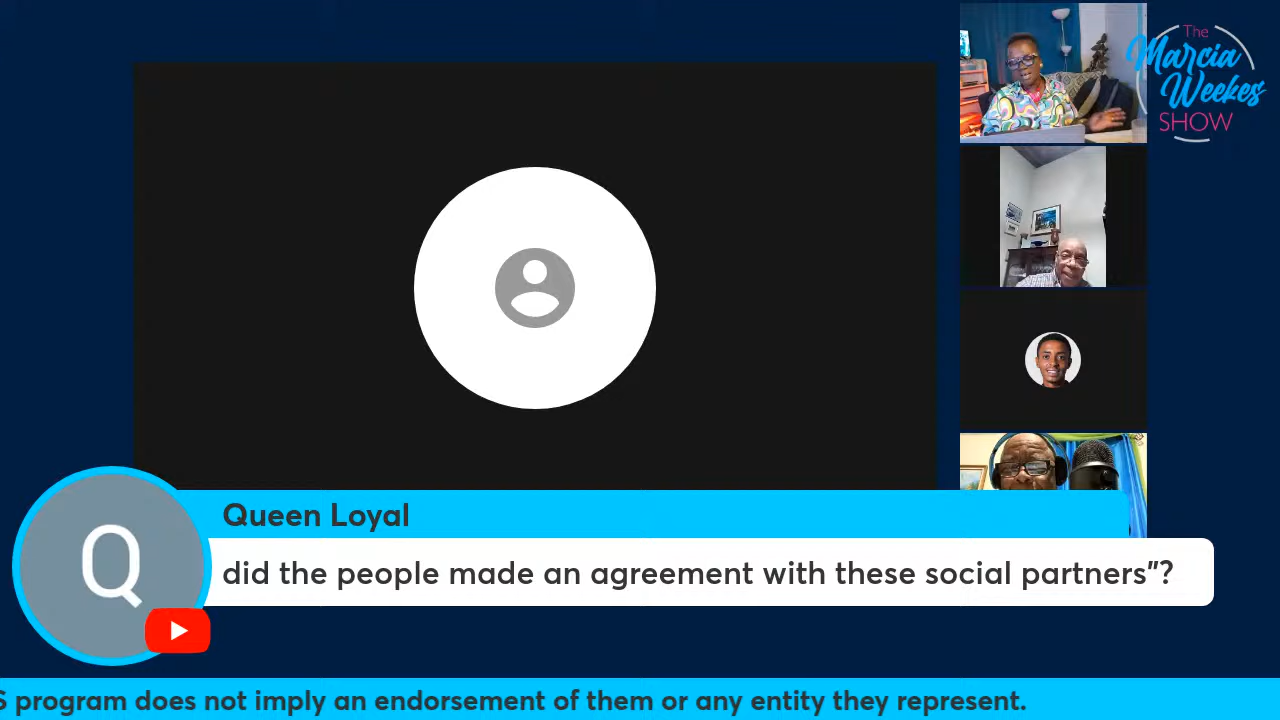 The
Marcia
Weekes
SHOW
Q
Queen Loyal
did the people made an agreement with these social partners”?
S program does not imply an endorsement of them or any entity they represent.